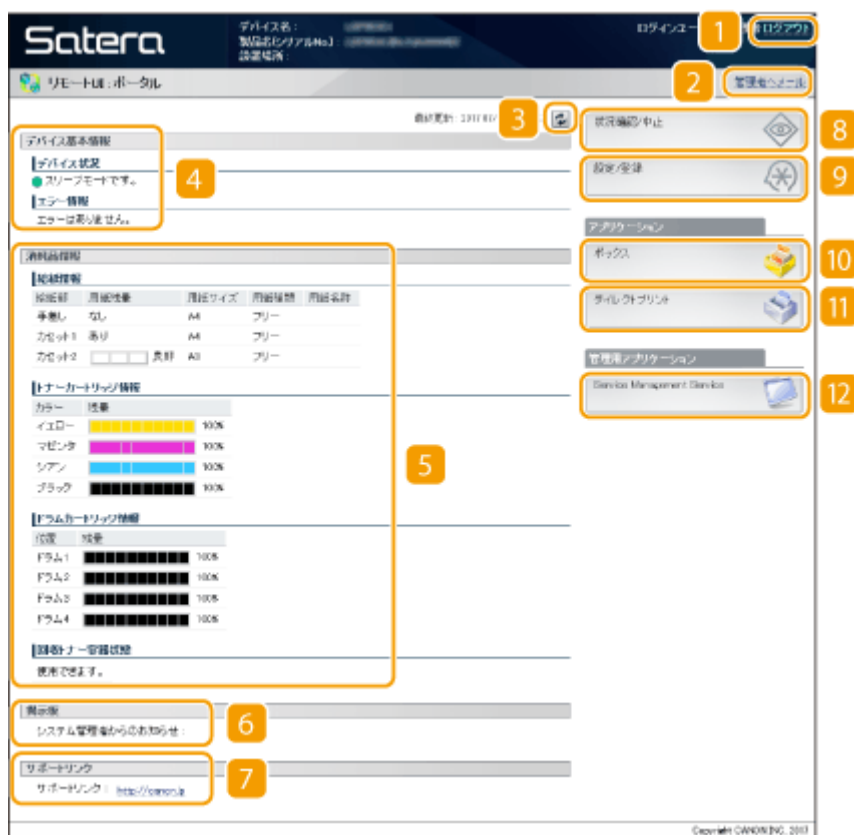 Satera
デバイス名:
製品名(シリアルNo.):
設置場所:
1
ログアウト
リモートUI:ポータル
2
管理者へメール
最終更新:
3
デバイス基本情報
デバイス状況
スリープモードです。
エラー情報
エラーはありません。
4
消耗品情報
給紙情報
給紙部 用紙残量 用紙サイズ 用紙種類 用紙名称
手差し なし A4 フリー
カセット1 あり A4 フリー
カセット2 良好 A3 フリー
トナーカートリッジ情報
カラー 残量
イエロー 100%
マゼンタ 100%
シアン 100%
ブラック 100%
5
ドラムカートリッジ情報
位置 残量
ドラム1 100%
ドラム2 100%
ドラム3 100%
ドラム4 100%
回収トナー容器状態
使用できます。
掲示板
システム管理者からのお知らせ:
6
サポートリンク
サポートリンク: http://canon.jp
7
状況確認/中止
8
設定/登録
9
アプリケーション
ボックス
10
ダイレクトプリント
11
管理用アプリケーション
Service Management Service
12
Copyright CANON INC. 2017